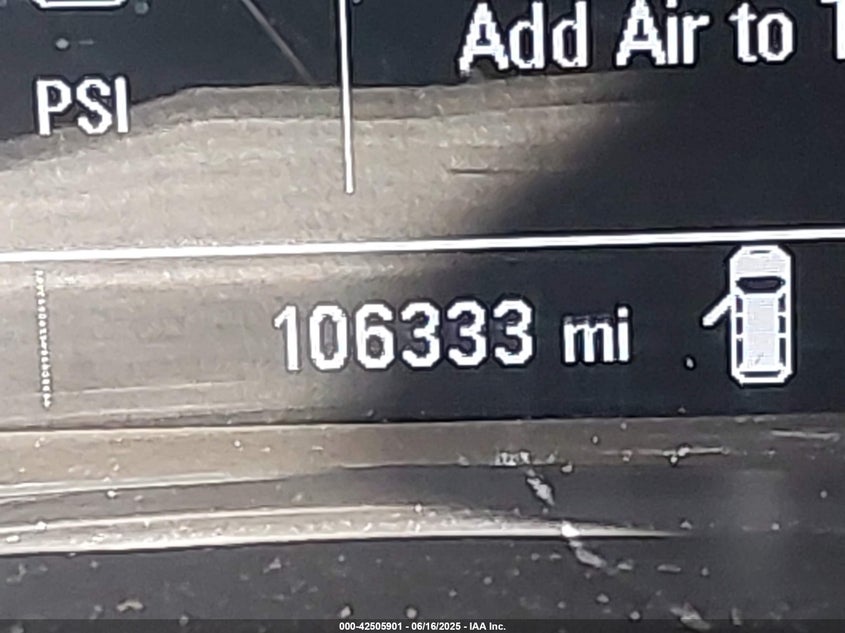 Add Air to
PSI
106333 mi
000-42505901 - 06/16/2025 - IAA Inc.